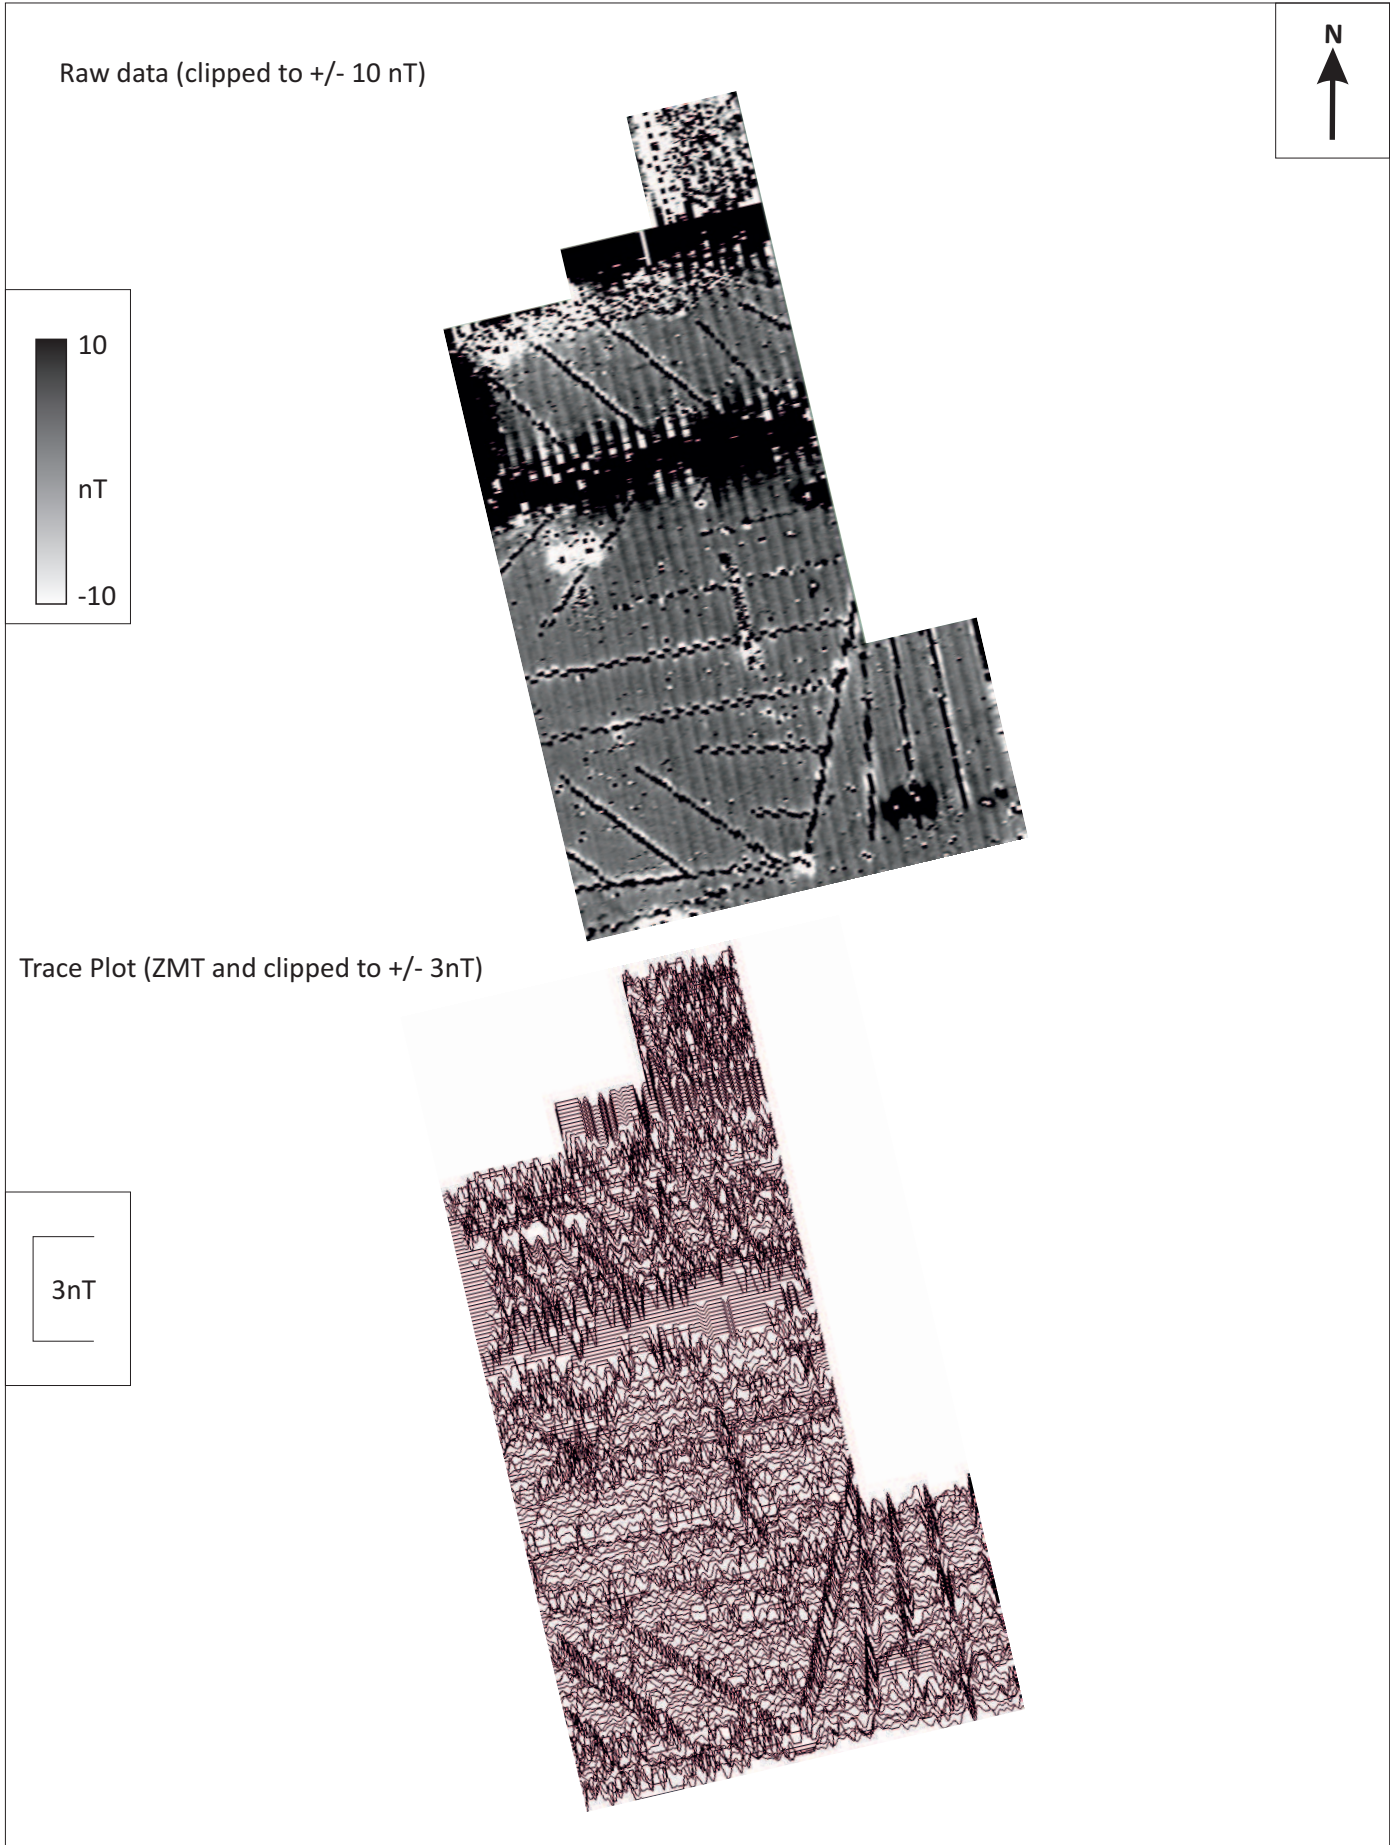 N
Raw data (clipped to +/- 10 nT)
10
nT
-10
Trace Plot (ZMT and clipped to +/- 3nT)
3nT